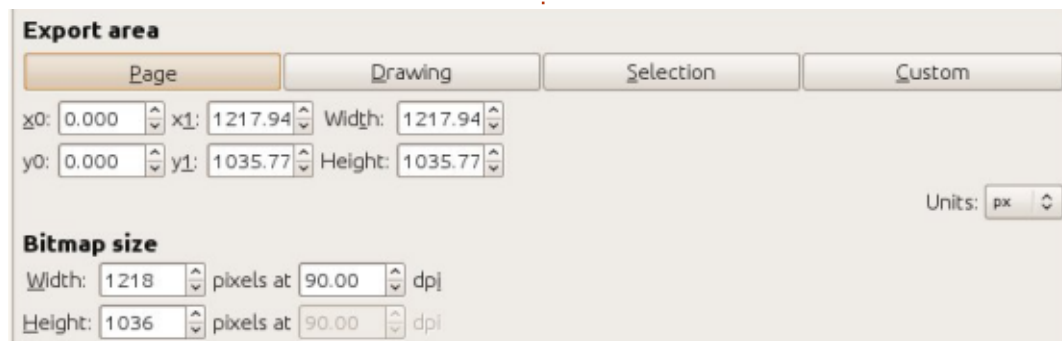 Export area
Page Drawing Selection Custom
x0: 0.000 x1: 1217.94 Width: 1217.94
y0: 0.000 y1: 1035.77 Height: 1035.77
Units: px
Bitmap size
Width: 1218 pixels at 90.00 dpi
Height: 1036 pixels at 90.00 dpi